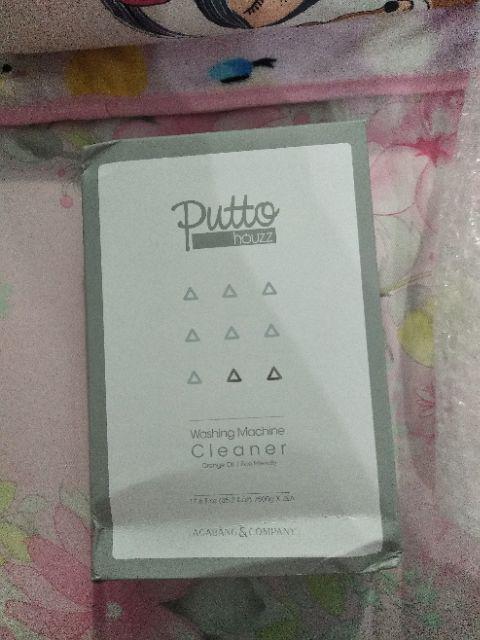 Putto
houzz
Washing Machine
Cleaner
Orange Oil / Eco Friendly
AGABANG & COMPANY